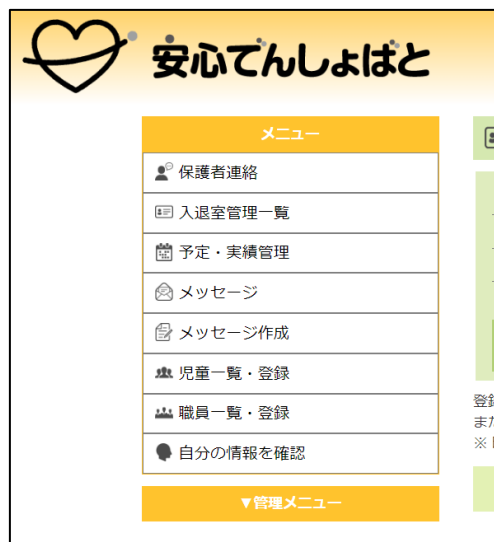 安心でんしょばと
メニュー
保護者連絡
入退室管理一覧
予定・実績管理
メッセージ
メッセージ作成
児童一覧・登録
職員一覧・登録
自分の情報を確認
▼管理メニュー
登
また
※